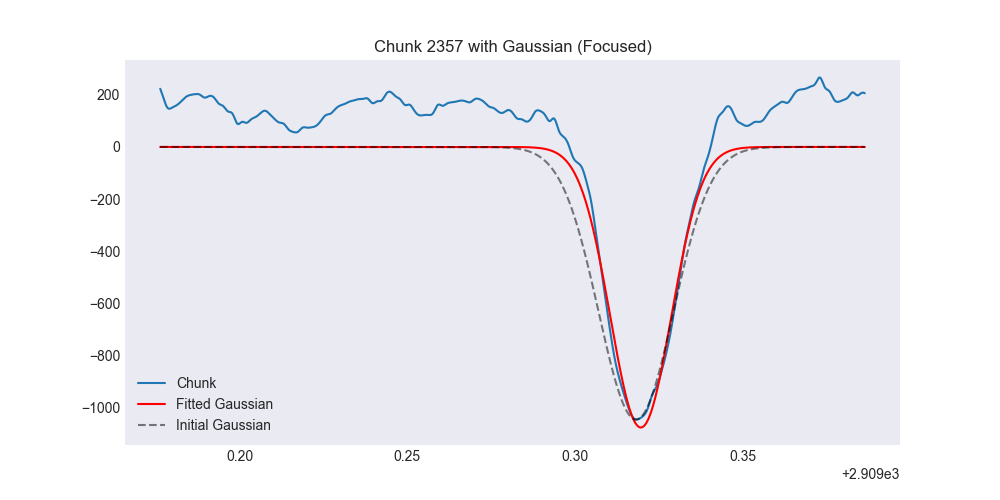 Chunk 2357 with Gaussian (Focused)
200
0
−200
−400
−600
−800
−1000
Chunk
Fitted Gaussian
Initial Gaussian
0.20 0.25 0.30 0.35
+2.909e3